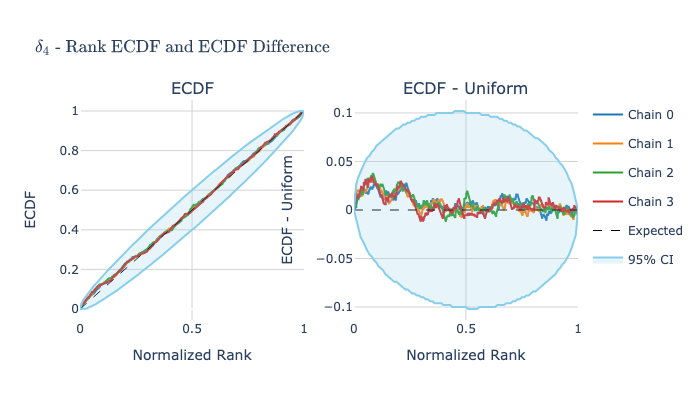 δ₄ - Rank ECDF and ECDF Difference
ECDF
ECDF
1
0.8
0.6
0.4
0.2
0
0
0.5
1
Normalized Rank
ECDF - Uniform
ECDF - Uniform
0.1
0.05
0
−0.05
−0.1
0
0.5
1
Normalized Rank
Chain 0
Chain 1
Chain 2
Chain 3
Expected
95% CI